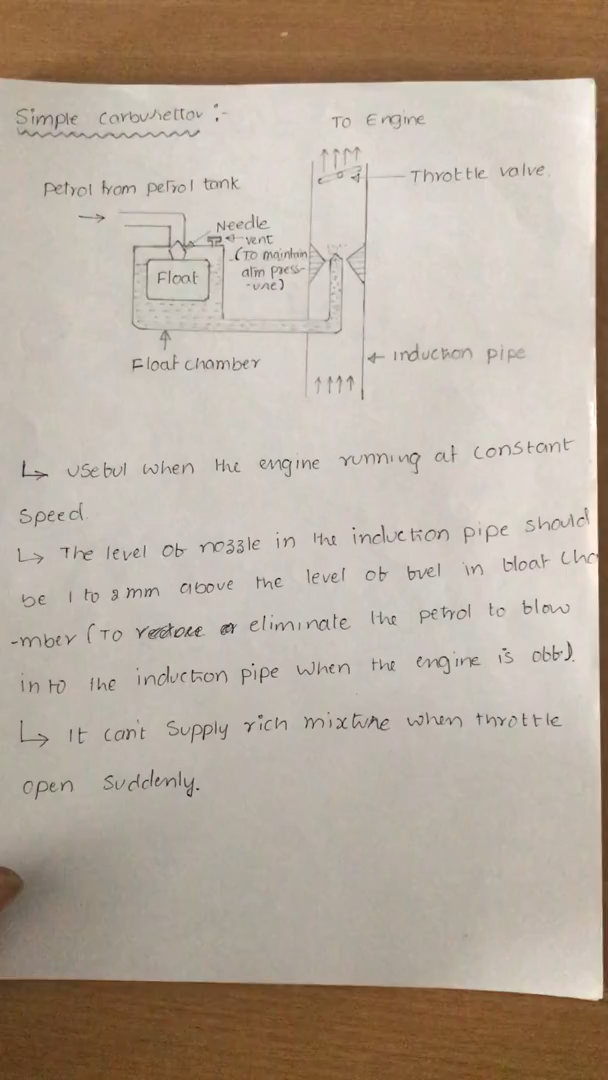 Simple Carburettor :-
To Engine
Throttle valve.
Petrol from petrol tank
Needle
vent
(To maintain
atm press-
-ure)
Float
Float chamber
induction pipe
↳ useful when the engine running at constant
speed.
↳ The level of nozzle in the induction pipe should
be 1 to 2 mm above the level of fuel in float cha
-mber (To eliminate the petrol to flow
in to the induction pipe when the engine is off).
↳ It can't supply rich mixture when throttle
open suddenly.